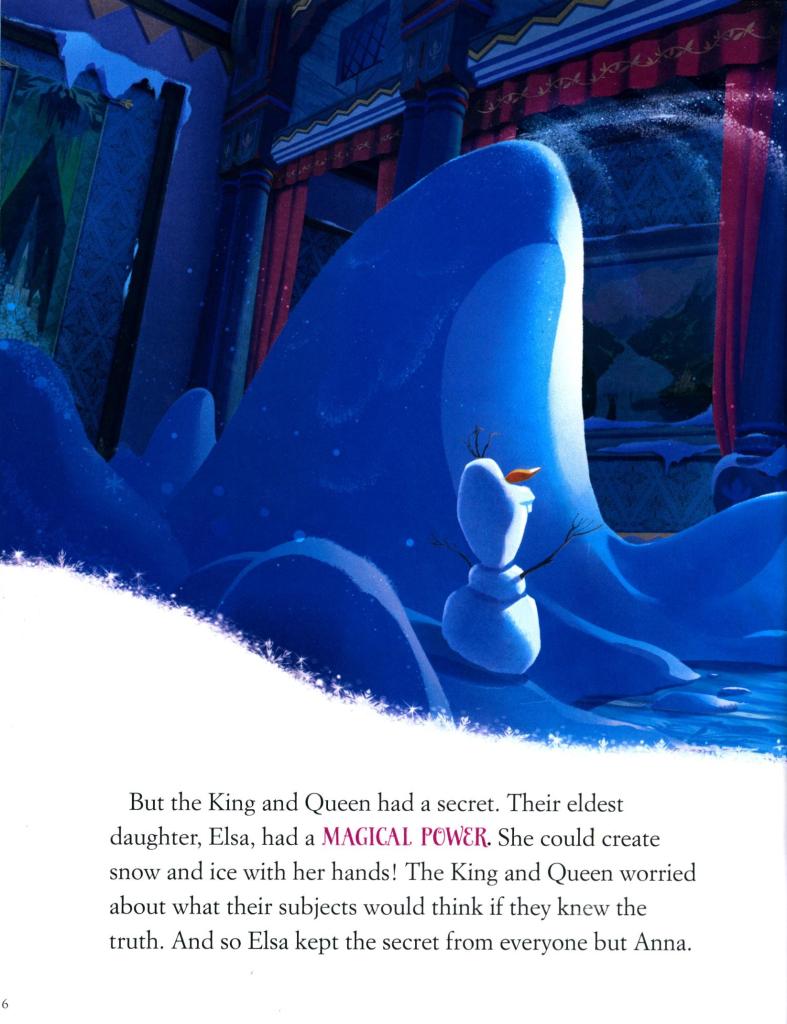 But the King and Queen had a secret. Their eldest
daughter, Elsa, had a MAGICAL POWER. She could create
snow and ice with her hands! The King and Queen worried
about what their subjects would think if they knew the
truth. And so Elsa kept the secret from everyone but Anna.
6